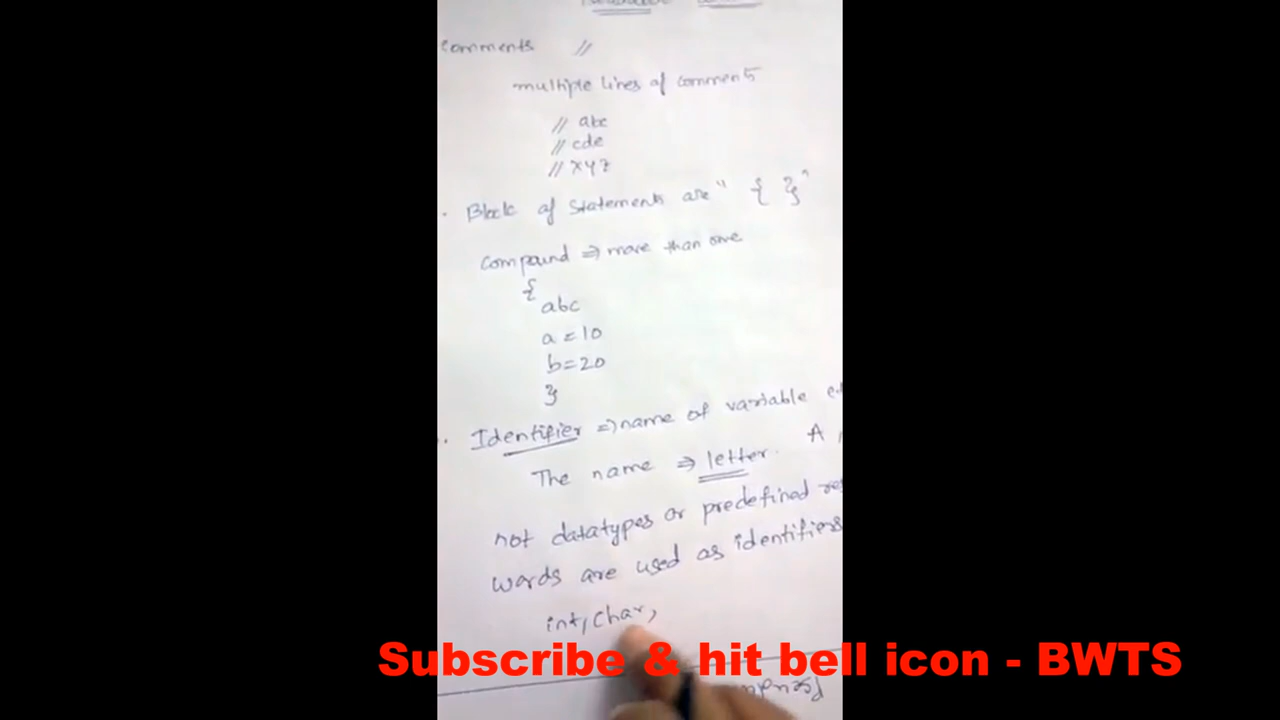 comments //
multiple lines of comments
// abc
// cde
// xyz
. Block of statements are " { } "
compound => more than one
{
abc
a = 10
b = 20
}
. Identifier => name of variable
The name => letter. A
not datatypes or predefined
words are used as identifiers
int, char,
Subscribe & hit bell icon - BWTS